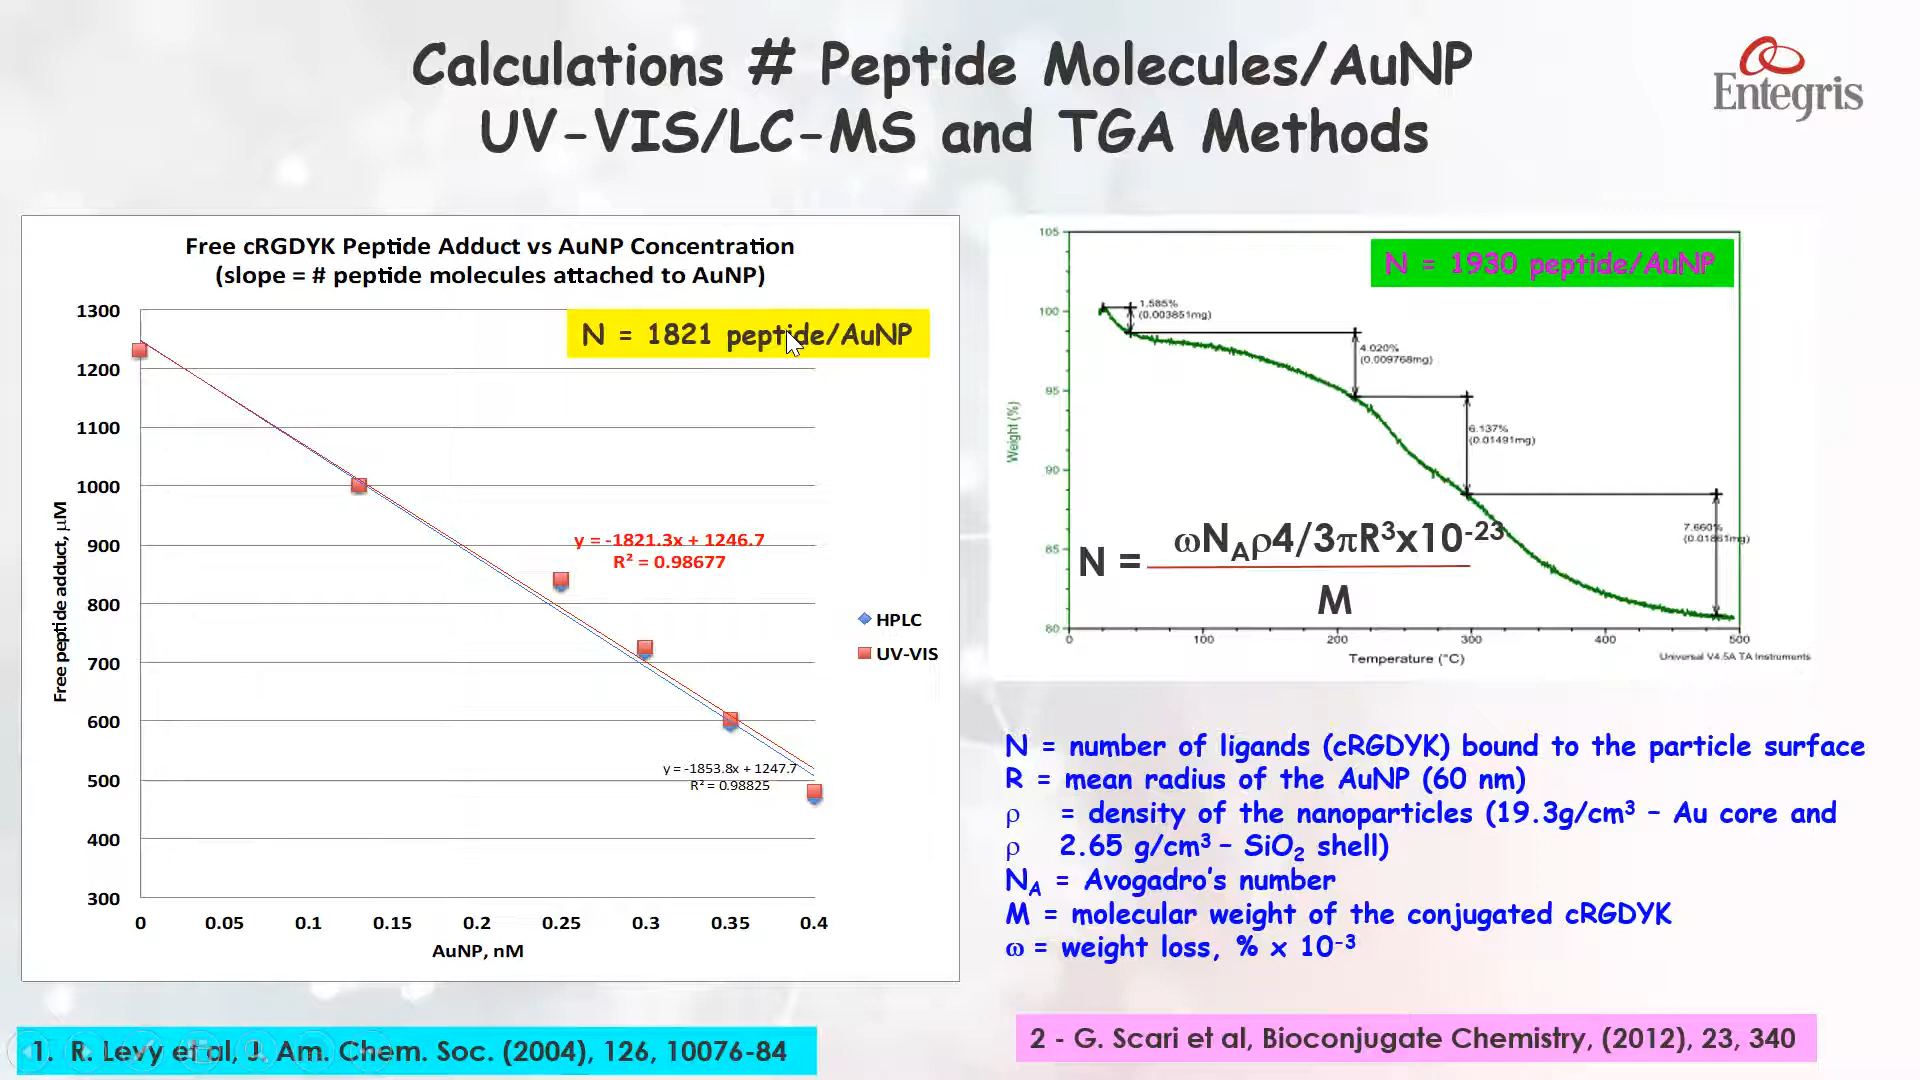 Calculations # Peptide Molecules/AuNP
UV-VIS/LC-MS and TGA Methods
Entegris
Free cRGDYK Peptide Adduct vs AuNP Concentration
(slope = # peptide molecules attached to AuNP)
N = 1821 peptide/AuNP
1300
1200
1100
1000
900
800
700
600
500
400
300
Free peptide adduct, µM
y = -1821.3x + 1246.7
R² = 0.98677
y = -1853.8x + 1247.7
R² = 0.98825
HPLC
UV-VIS
0 0.05 0.1 0.15 0.2 0.25 0.3 0.35 0.4
AuNP, nM
N = 1930 peptide/AuNP
105
100
95
90
85
80
Weight (%)
1.585%
(0.003851mg)
4.020%
(0.009768mg)
6.137%
(0.01491mg)
7.660%
(0.01861mg)
N = ωN_Aρ4/3πR³x10⁻²³
M
0 100 200 300 400 500
Temperature (°C)
Universal V4.5A TA Instruments
N = number of ligands (cRGDYK) bound to the particle surface
R = mean radius of the AuNP (60 nm)
ρ = density of the nanoparticles (19.3g/cm³ – Au core and
ρ 2.65 g/cm³ – SiO₂ shell)
N_A = Avogadro's number
M = molecular weight of the conjugated cRGDYK
ω = weight loss, % x 10⁻³
1. R. Levy et al, J. Am. Chem. Soc. (2004), 126, 10076-84
2 - G. Scari et al, Bioconjugate Chemistry, (2012), 23, 340